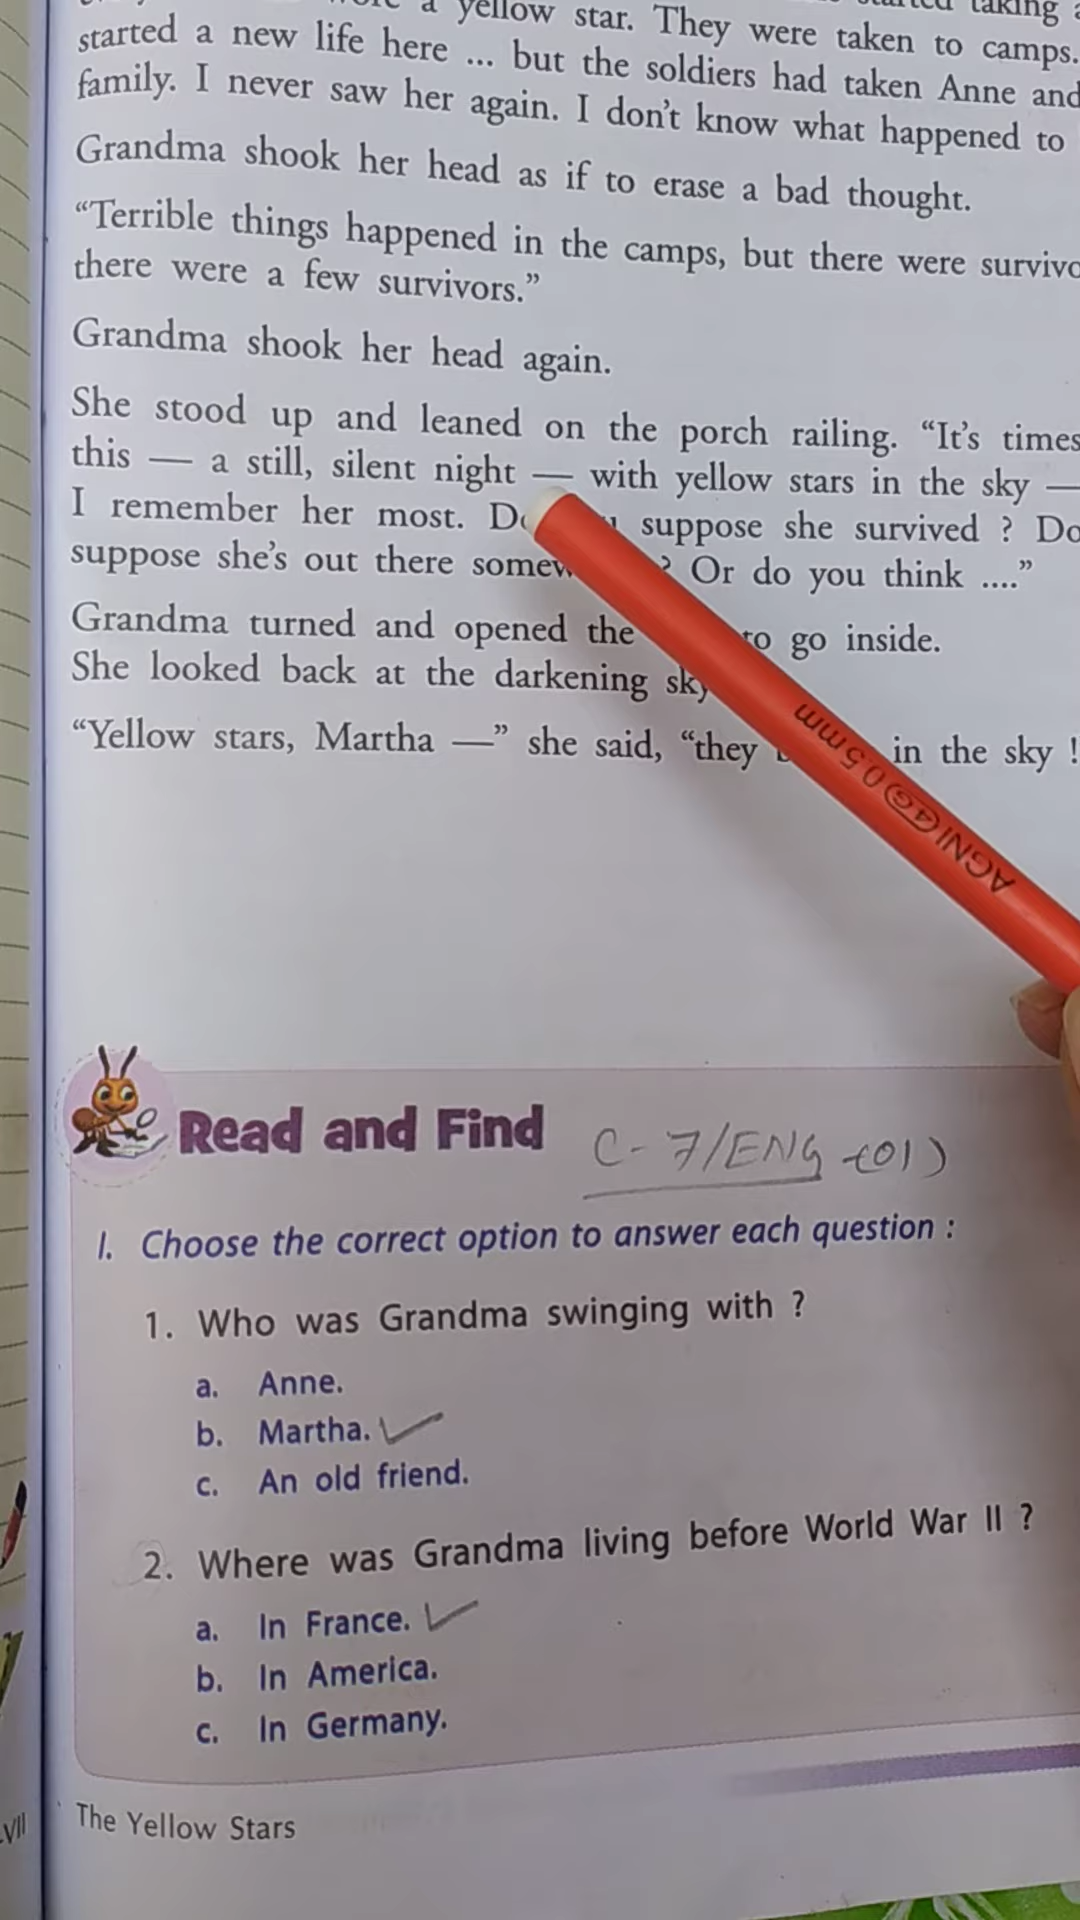 a yellow star. They were taken to camps.
started a new life here ... but the soldiers had taken Anne and
family. I never saw her again. I don't know what happened to
Grandma shook her head as if to erase a bad thought.
“Terrible things happened in the camps, but there were
there were a few survivors.”
Grandma shook her head again.
She stood up and leaned on the porch railing. “It's times
this — a still, silent night — with yellow stars in the sky —
I remember her most. suppose she survived ? Do
suppose she's out there ? Or do you think ....”
Grandma turned and opened the to go inside.
She looked back at the darkening
“Yellow stars, Martha —” she said, “they in the sky !
AGNI 4G 0.5mm
Read and Find
C-7/ENG (01)
I. Choose the correct option to answer each question :
1. Who was Grandma swinging with ?
a. Anne.
b. Martha.
c. An old friend.
2. Where was Grandma living before World War II ?
a. In France.
b. In America.
c. In Germany.
VII
The Yellow Stars